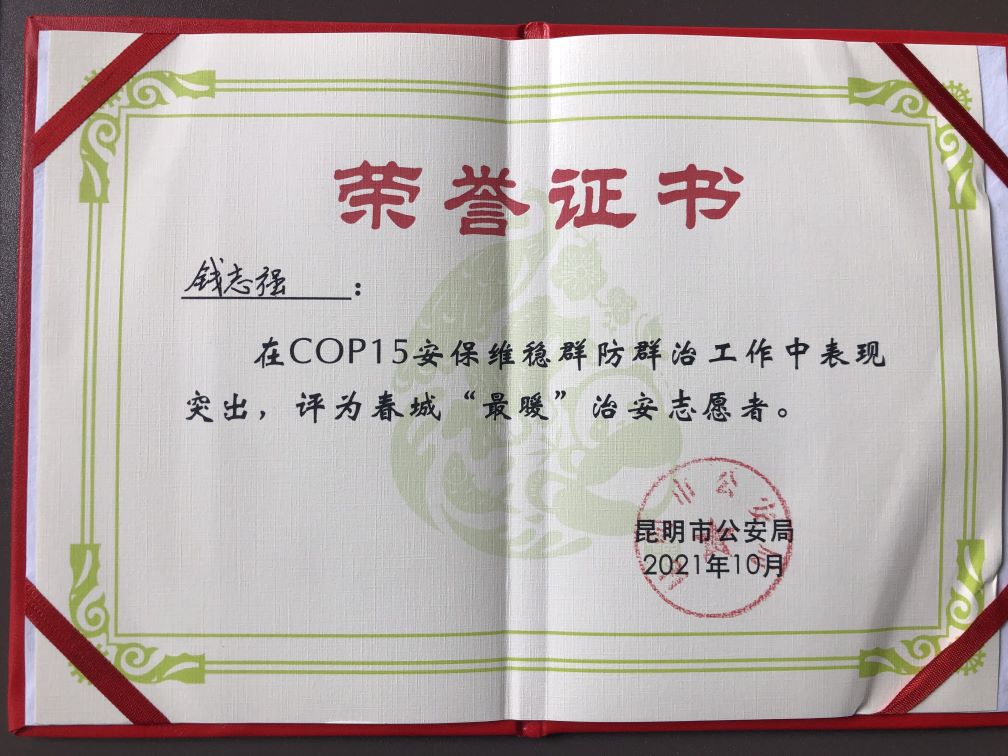 荣誉证书
钱志强：
在COP15安保维稳群防群治工作中表现
突出，评为春城“最暖”治安志愿者。
昆明市公安局
2021年10月